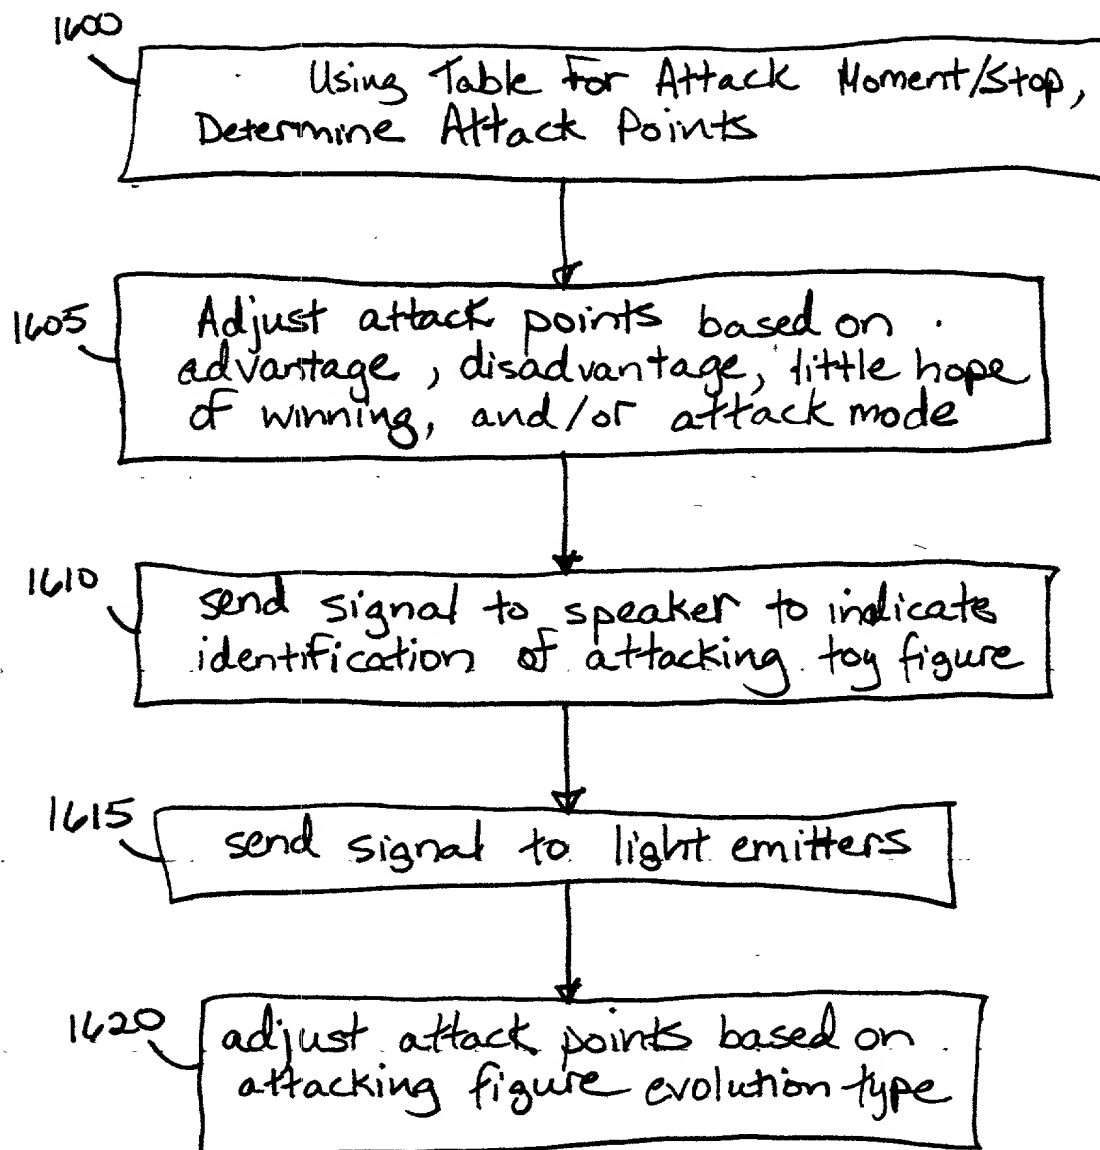 1600
Using Table for Attack Moment/Stop,
Determine Attack Points
1605
Adjust attack points based on
advantage, disadvantage, little hope
of winning, and/or attack mode
1610
send signal to speaker to indicate
identification of attacking toy figure
1615
send signal to light emitters
1620
adjust attack points based on
attacking figure evolution type